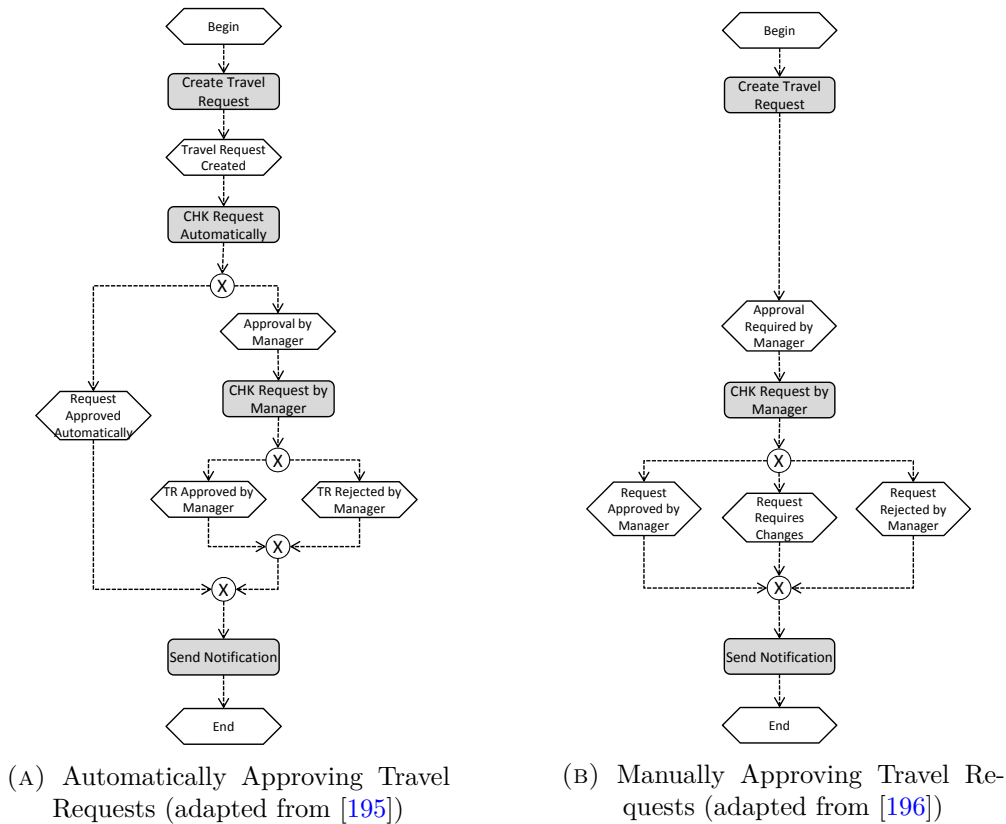 Begin
Create Travel
Request
Travel Request
Created
CHK Request
Automatically
X
Approval by
Manager
CHK Request by
Manager
Request
Approved
Automatically
X
TR Approved by
Manager
TR Rejected by
Manager
X
X
Send Notification
End
(A) Automatically Approving Travel
Requests (adapted from [195])
Begin
Create Travel
Request
Approval
Required by
Manager
CHK Request by
Manager
X
Request
Approved by
Manager
Request
Requires
Changes
Request
Rejected by
Manager
X
Send Notification
End
(B) Manually Approving Travel Re-
quests (adapted from [196])